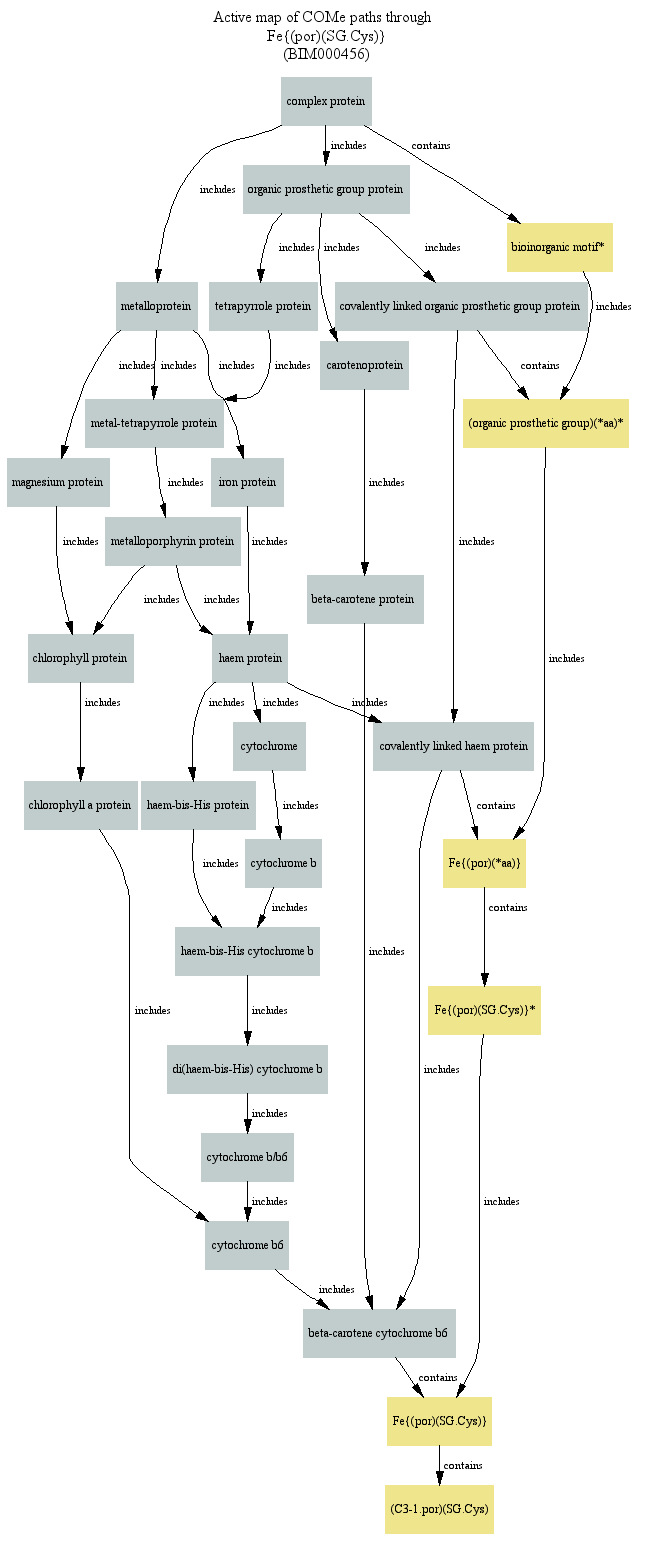 Active map of COMe paths through
Fe{(por)(SG.Cys)}
(BIM000456)
complex protein
includes
contains
includes
organic prosthetic group protein
includes
includes
includes
bioinorganic motif*
includes
metalloprotein
tetrapyrrole protein
covalently linked organic prosthetic group protein
includes
includes
includes
includes
carotenoprotein
contains
metal-tetrapyrrole protein
(organic prosthetic group)(*aa)*
magnesium protein
includes
iron protein
includes
includes
metalloporphyrin protein
includes
includes
includes
includes
includes
beta-carotene protein
chlorophyll protein
haem protein
includes
includes
includes
includes
includes
cytochrome
covalently linked haem protein
chlorophyll a protein
haem-bis-His protein
includes
contains
includes
cytochrome b
Fe{(por)(*aa)}
includes
contains
haem-bis-His cytochrome b
includes
includes
includes
Fe{(por)(SG.Cys)}*
di(haem-bis-His) cytochrome b
includes
includes
cytochrome b/b6
includes
includes
cytochrome b6
includes
beta-carotene cytochrome b6
contains
Fe{(por)(SG.Cys)}
contains
(C3-1.por)(SG.Cys)